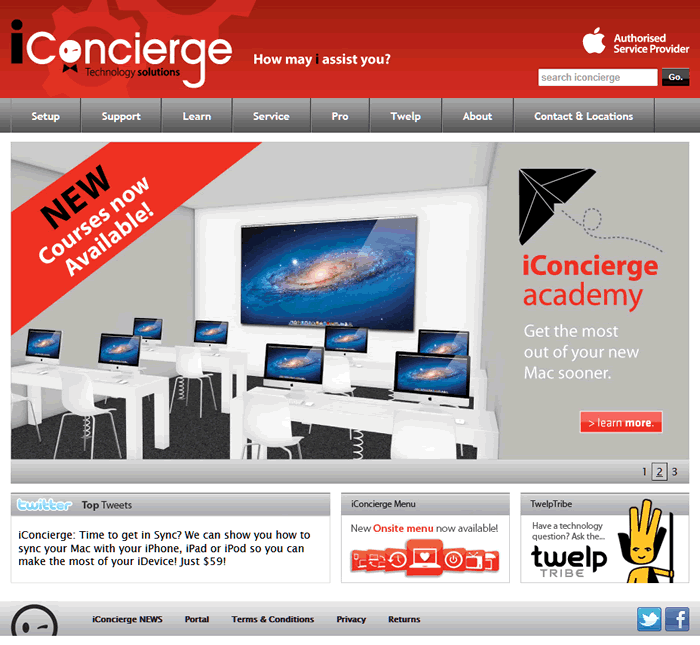 iConcierge
Technology solutions
How may i assist you?
Authorised
Service Provider
search iconcierge
Go.
Setup
Support
Learn
Service
Pro
Twelp
About
Contact & Locations
NEW
Courses now
Available!
iConcierge
academy
Get the most
out of your new
Mac sooner.
> learn more.
1 2 3
twitter Top Tweets
iConcierge: Time to get in Sync? We can show you how to
sync your Mac with your iPhone, iPad or iPod so you can
make the most of your iDevice! Just $59!
iConcierge Menu
New Onsite menu now available!
TwelpTribe
Have a technology
question? Ask the...
twelp
TRIBE
iConcierge NEWS
Portal
Terms & Conditions
Privacy
Returns
f